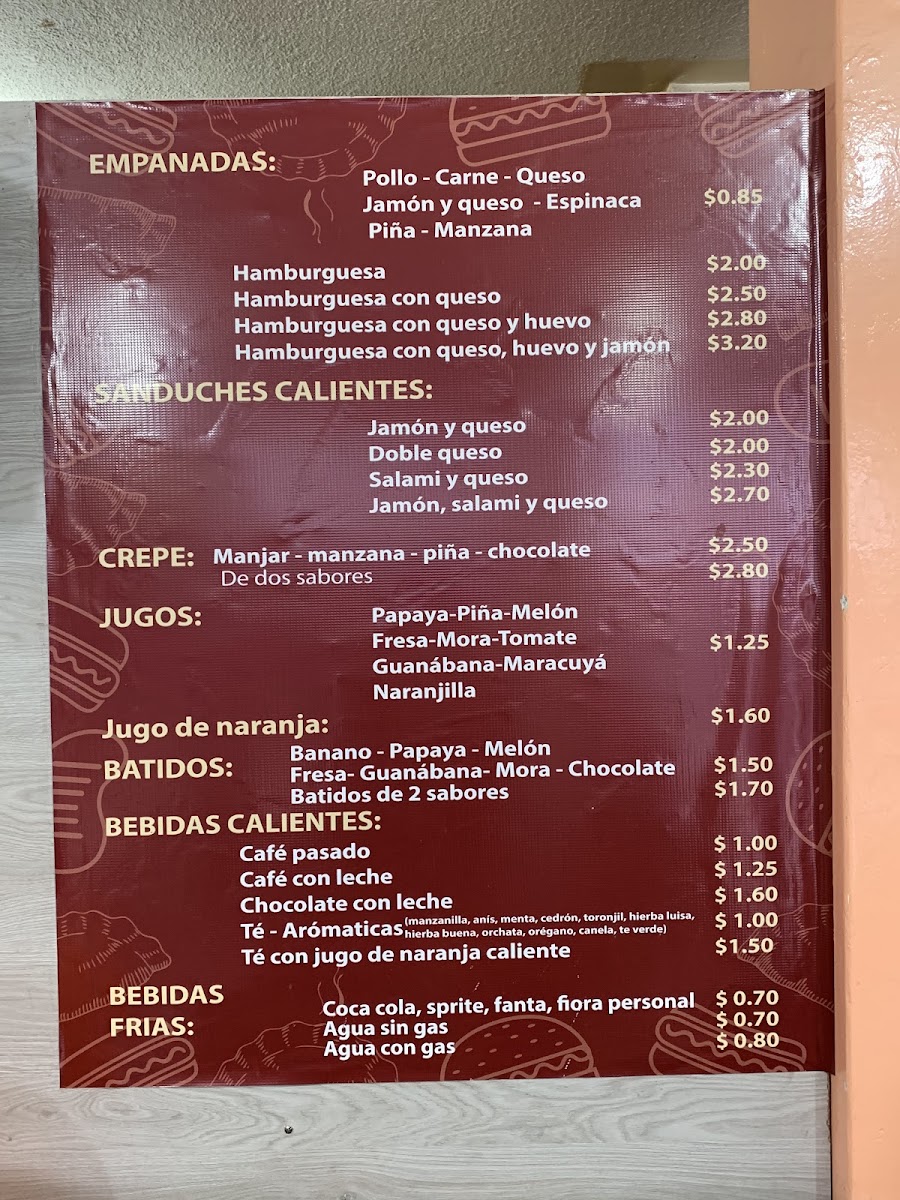 EMPANADAS:
Pollo - Carne - Queso
Jamón y queso - Espinaca $0.85
Piña - Manzana
Hamburguesa $2.00
Hamburguesa con queso $2.50
Hamburguesa con queso y huevo $2.80
Hamburguesa con queso, huevo y jamón $3.20
SANDUCHES CALIENTES:
Jamón y queso $2.00
Doble queso $2.00
Salami y queso $2.30
Jamón, salami y queso $2.70
CREPE: Manjar - manzana - piña - chocolate $2.50
De dos sabores $2.80
JUGOS: Papaya-Piña-Melón
Fresa-Mora-Tomate $1.25
Guanábana-Maracuyá
Naranjilla
Jugo de naranja: $1.60
Banano - Papaya - Melón
BATIDOS: Fresa- Guanábana- Mora - Chocolate $1.50
Batidos de 2 sabores $1.70
BEBIDAS CALIENTES:
Café pasado $ 1.00
Café con leche $ 1.25
Chocolate con leche $ 1.60
Té - Arómaticas (manzanilla, anís, menta, cedrón, toronjil, hierba luisa, $ 1.00
hierba buena, orchata, orégano, canela, te verde)
Té con jugo de naranja caliente $1.50
BEBIDAS
FRIAS:
Coca cola, sprite, fanta, fiora personal $ 0.70
Agua sin gas $ 0.70
Agua con gas $ 0.80